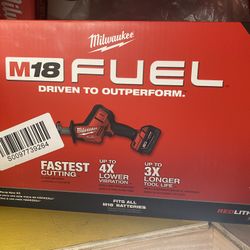 Milwaukee
M18 FUEL
DRIVEN TO OUTPERFORM.
S0097739264
FASTEST
CUTTING
UP TO
4X
LOWER
VIBRATION
UP TO
3X
LONGER
TOOL LIFE
FITS ALL
M18 BATTERIES
REDLIT